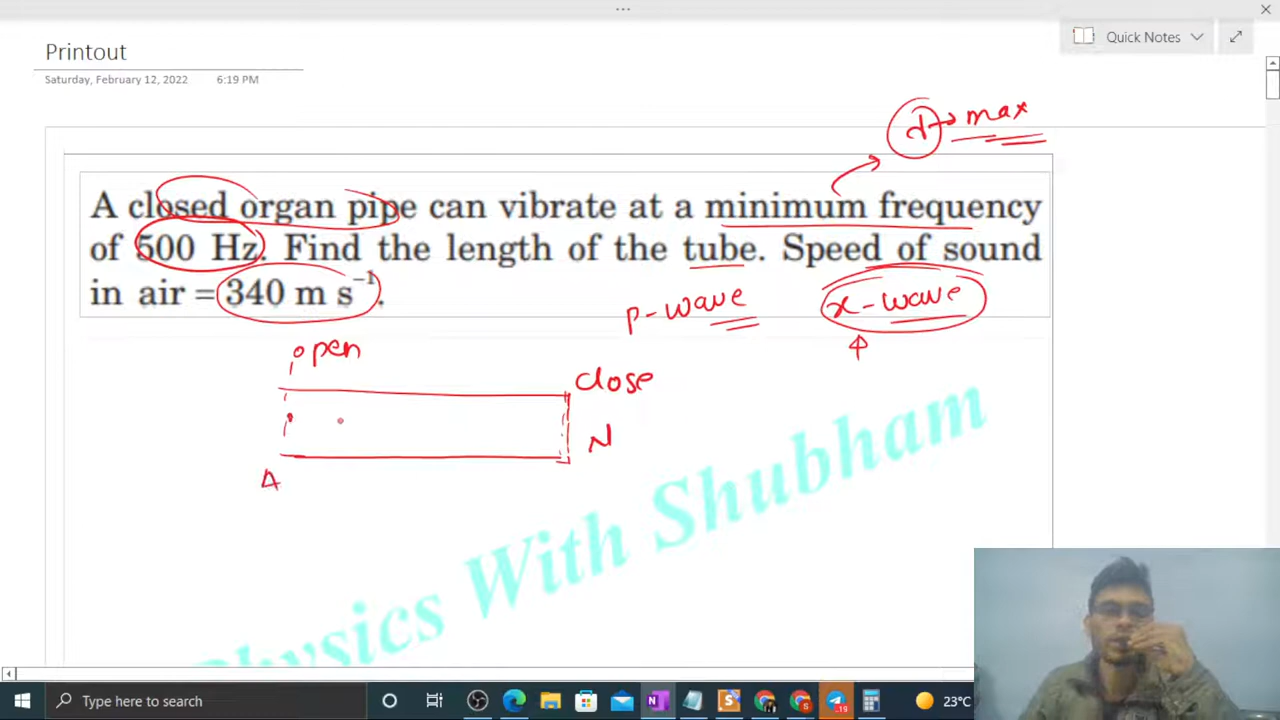 Printout
Quick Notes
Saturday, February 12, 2022 6:19 PM
λ → max
A closed organ pipe can vibrate at a minimum frequency
of 500 Hz. Find the length of the tube. Speed of sound
in air = 340 m s⁻¹.
P-wave x-wave
open
close
N
A
Physics With Shubham
Type here to search
19
23°C